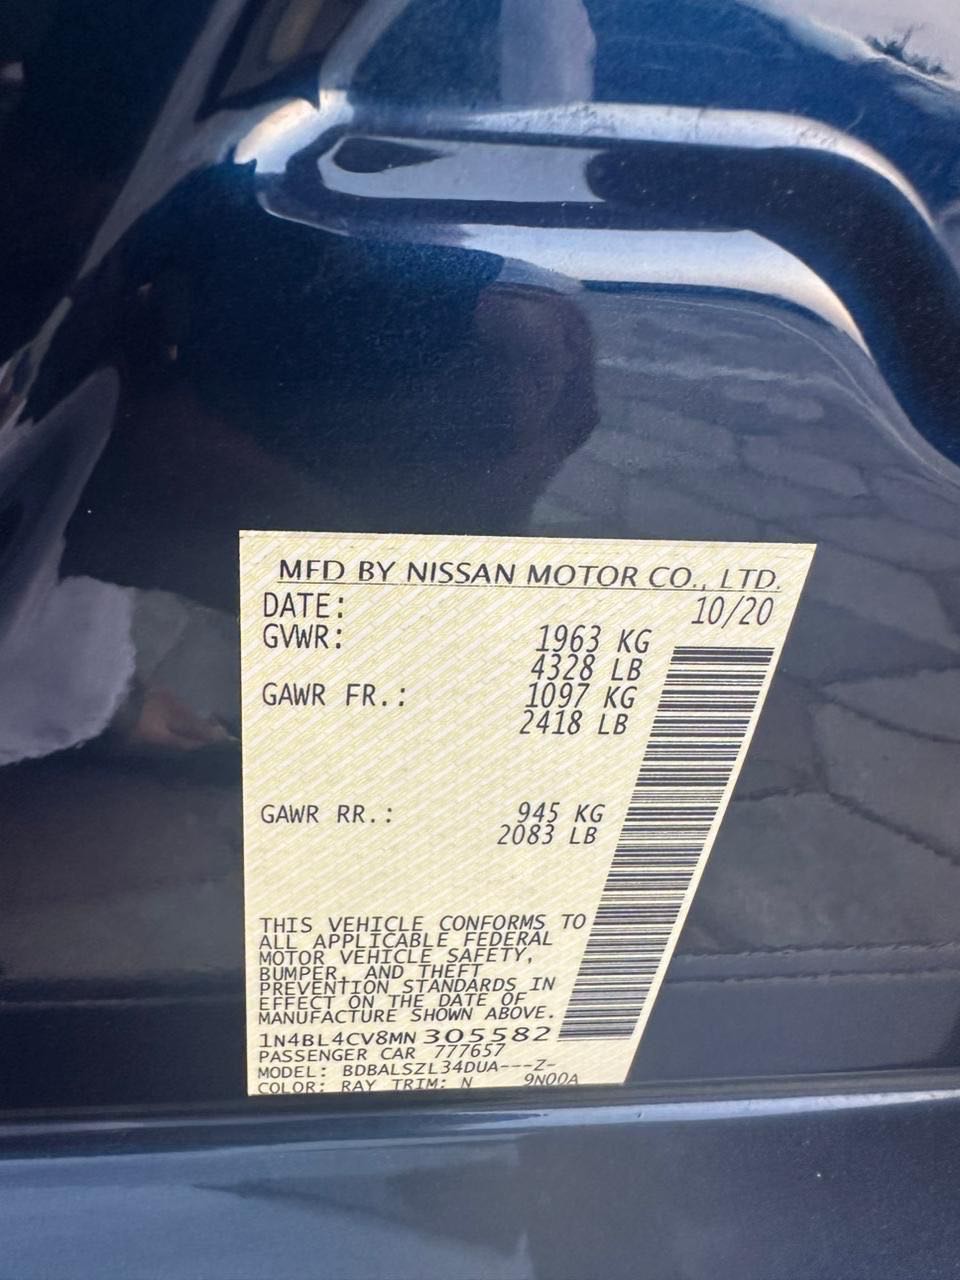 MFD BY NISSAN MOTOR CO., LTD.
DATE: 10/20
GVWR: 1963 KG
4328 LB
GAWR FR.: 1097 KG
2418 LB
GAWR RR.: 945 KG
2083 LB
THIS VEHICLE CONFORMS TO
ALL APPLICABLE FEDERAL
MOTOR VEHICLE SAFETY,
BUMPER, AND THEFT
PREVENTION STANDARDS IN
EFFECT ON THE DATE OF
MANUFACTURE SHOWN ABOVE.
1N4BL4CV8MN305582
PASSENGER CAR 777657
MODEL: BDBALSZL34DUA---Z-
COLOR: RAY TRIM: N 9N00A